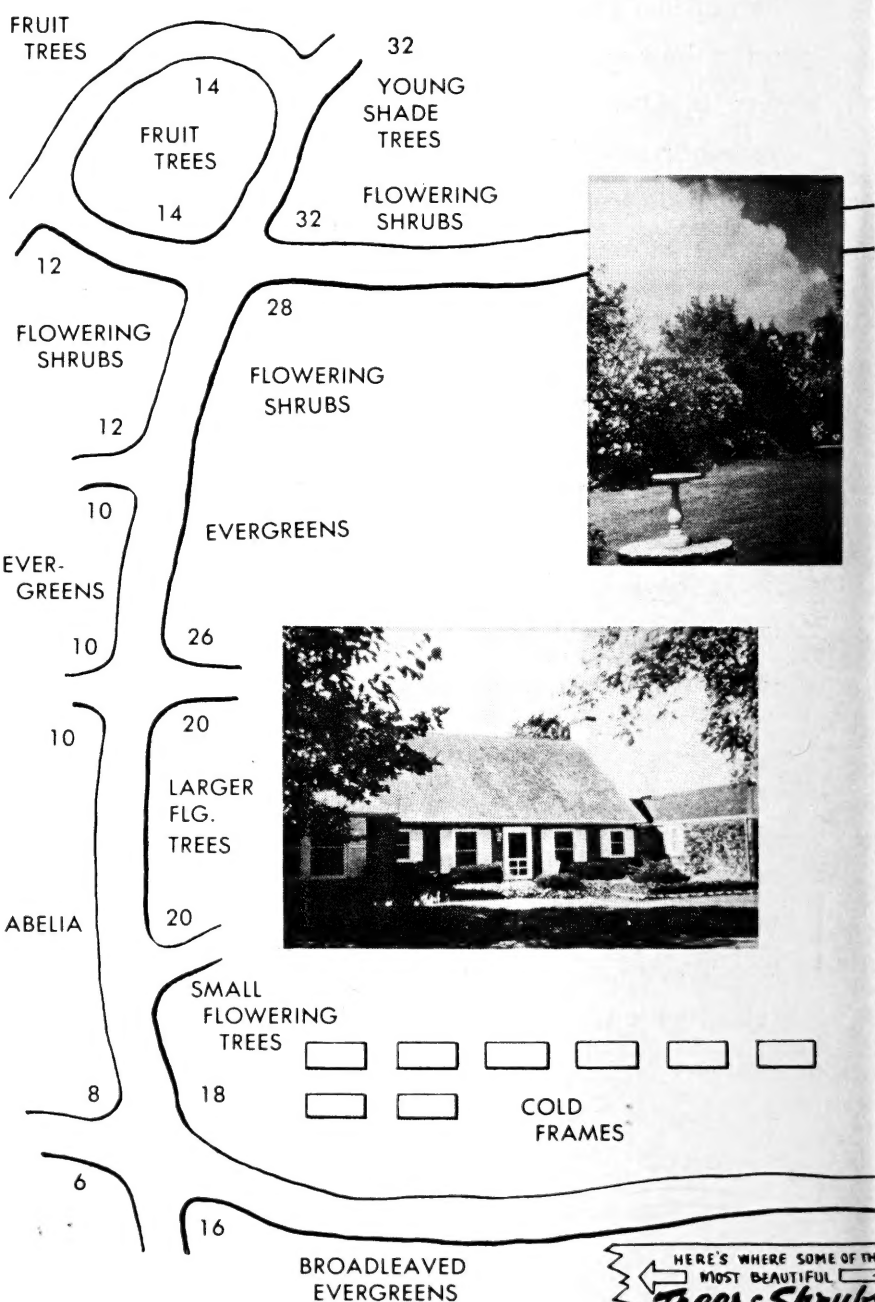 FRUIT
TREES
32
14
YOUNG
SHADE
TREES
FRUIT
TREES
FLOWERING
SHRUBS
14
32
12
28
FLOWERING
SHRUBS
FLOWERING
SHRUBS
12
10
EVERGREENS
EVER-
GREENS
10
26
10
20
LARGER
FLG.
TREES
20
ABELIA
SMALL
FLOWERING
TREES
8
18
COLD
FRAMES
6
16
BROADLEAVED
EVERGREENS
HERE'S WHERE SOME OF TH
MOST BEAUTIFUL
Trees & Shrubs